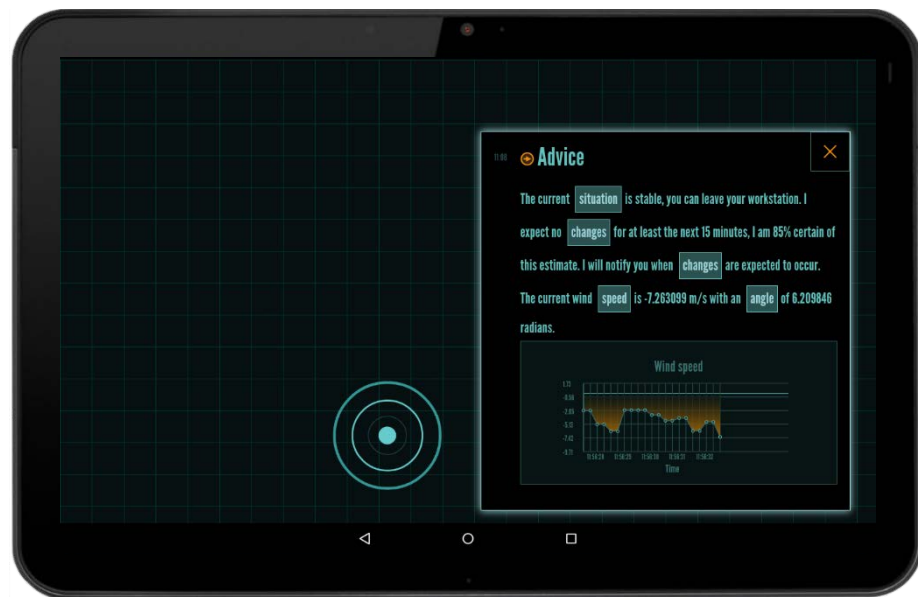 Advice
The current situation is stable, you can leave your workstation. I
expect no changes for at least the next 15 minutes, I am 85% certain of
this estimate. I will notify you when changes are expected to occur.
The current wind speed is -7.263099 m/s with an angle of 6.209846
radians.
Wind speed
Time